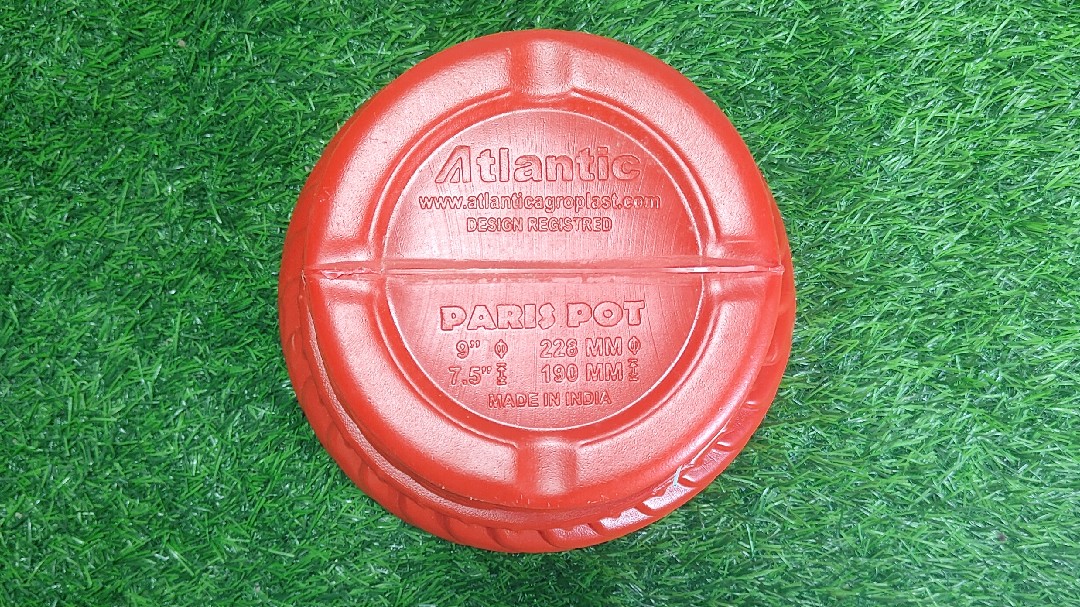 Atlantic
www.atlanticagroplast.com
DESIGN REGISTRED
PARIS POT
9" 228 MM
7.5" 190 MM
MADE IN INDIA